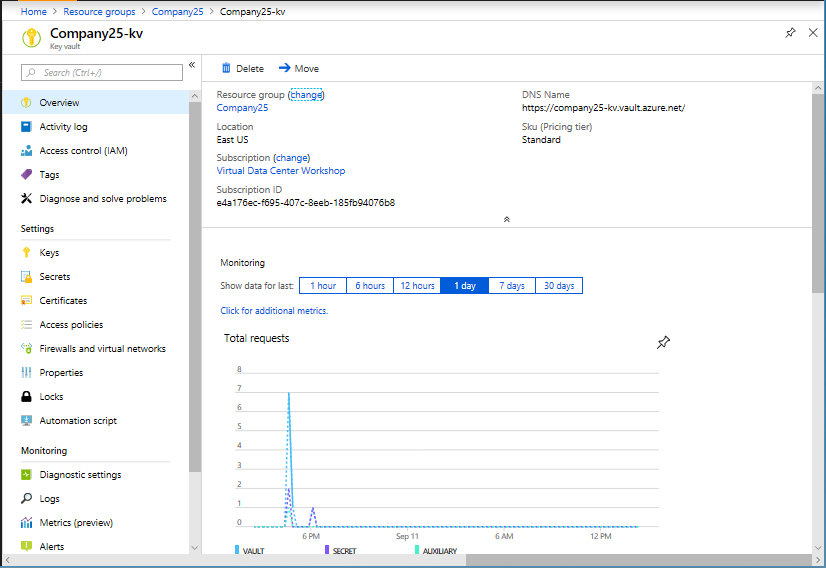 Home > Resource groups > Company25 > Company25-kv
Company25-kv
Key vault
Search (Ctrl+/)
«
Overview
Activity log
Access control (IAM)
Tags
Diagnose and solve problems
Settings
Keys
Secrets
Certificates
Access policies
Firewalls and virtual networks
Properties
Locks
Automation script
Monitoring
Diagnostic settings
Logs
Metrics (preview)
Alerts
Delete
Move
Resource group (change)
Company25
Location
East US
Subscription (change)
Virtual Data Center Workshop
Subscription ID
e4a176ec-f695-407c-8eeb-185fb94076b8
DNS Name
https://company25-kv.vault.azure.net/
Sku (Pricing tier)
Standard
Monitoring
Show data for last: 1 hour 6 hours 12 hours 1 day 7 days 30 days
Click for additional metrics.
Total requests
8
7
6
5
4
3
2
1
0
6 PM Sep 11 6 AM 12 PM
VAULT SECRET AUXILIARY